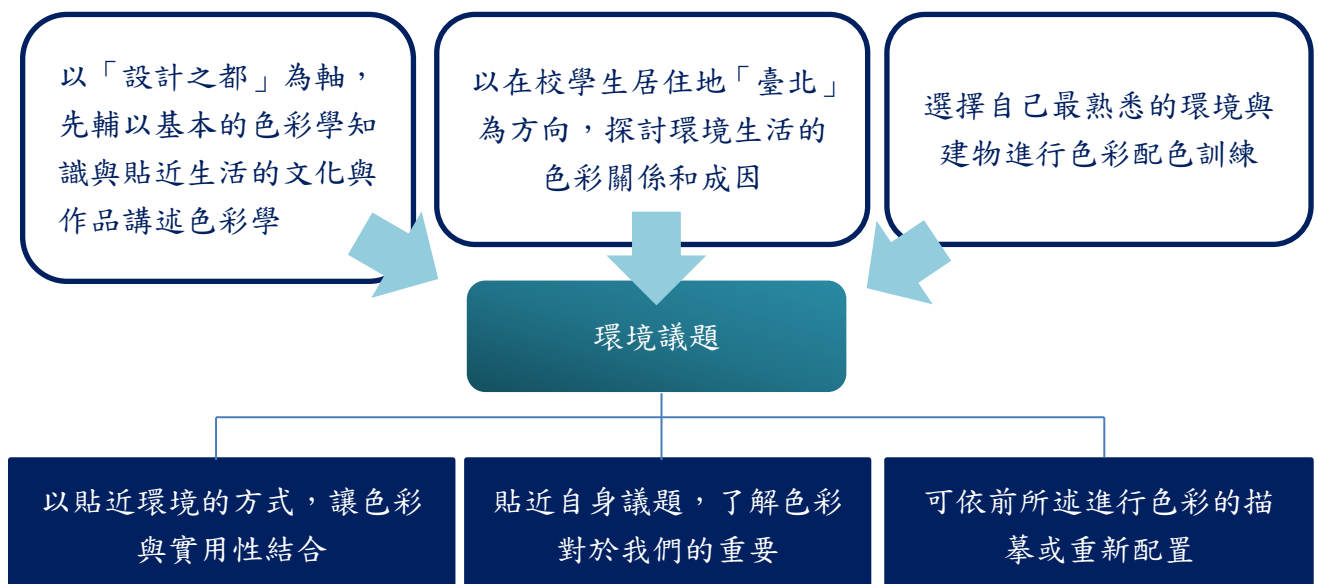 以「設計之都」為軸，
先輔以基本的色彩學知
識與貼近生活的文化與
作品講述色彩學
以在校學生居住地「臺北」
為方向，探討環境生活的
色彩關係和成因
選擇自己最熟悉的環境與
建物進行色彩配色訓練
環境議題
以貼近環境的方式，讓色彩
與實用性結合
貼近自身議題，了解色彩
對於我們的重要
可依前所述進行色彩的描
摹或重新配置